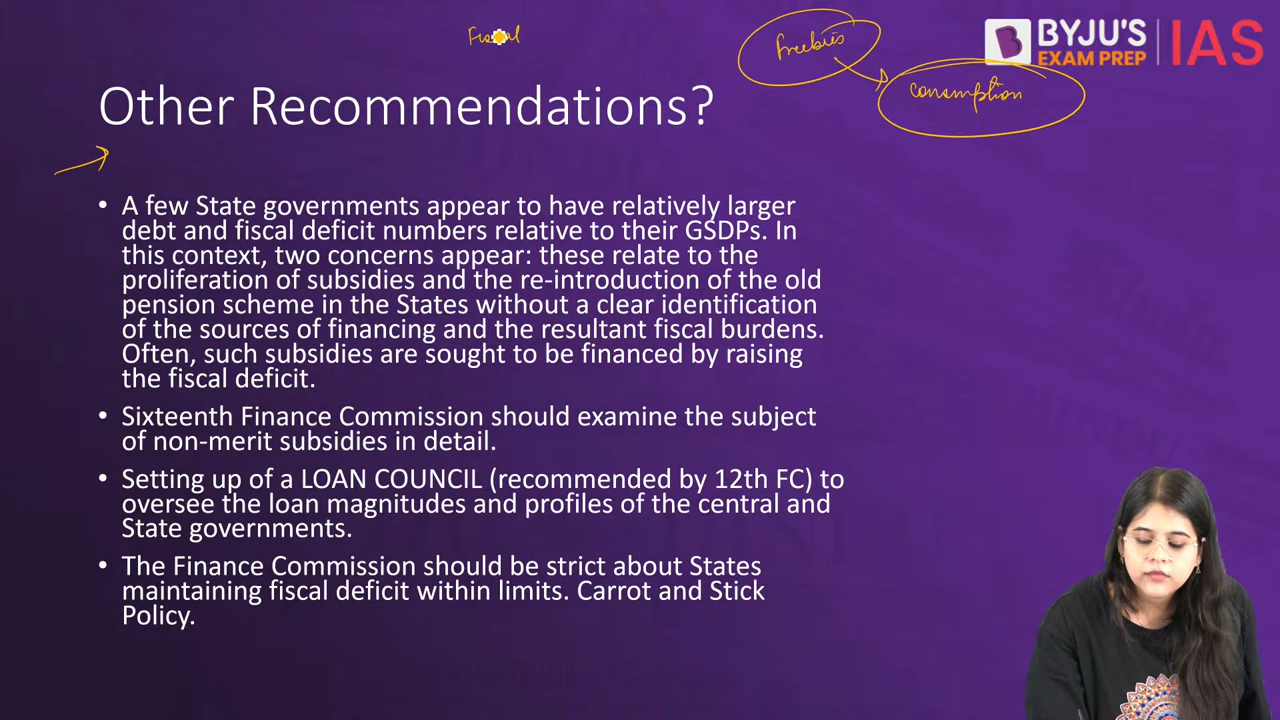 Fiscal
Freebies
BYJU'S
EXAM PREP
IAS
consumption
Other Recommendations?
• A few State governments appear to have relatively larger
debt and fiscal deficit numbers relative to their GSDPs. In
this context, two concerns appear: these relate to the
proliferation of subsidies and the re-introduction of the old
pension scheme in the States without a clear identification
of the sources of financing and the resultant fiscal burdens.
Often, such subsidies are sought to be financed by raising
the fiscal deficit.
• Sixteenth Finance Commission should examine the subject
of non-merit subsidies in detail.
• Setting up of a LOAN COUNCIL (recommended by 12th FC) to
oversee the loan magnitudes and profiles of the central and
State governments.
• The Finance Commission should be strict about States
maintaining fiscal deficit within limits. Carrot and Stick
Policy.